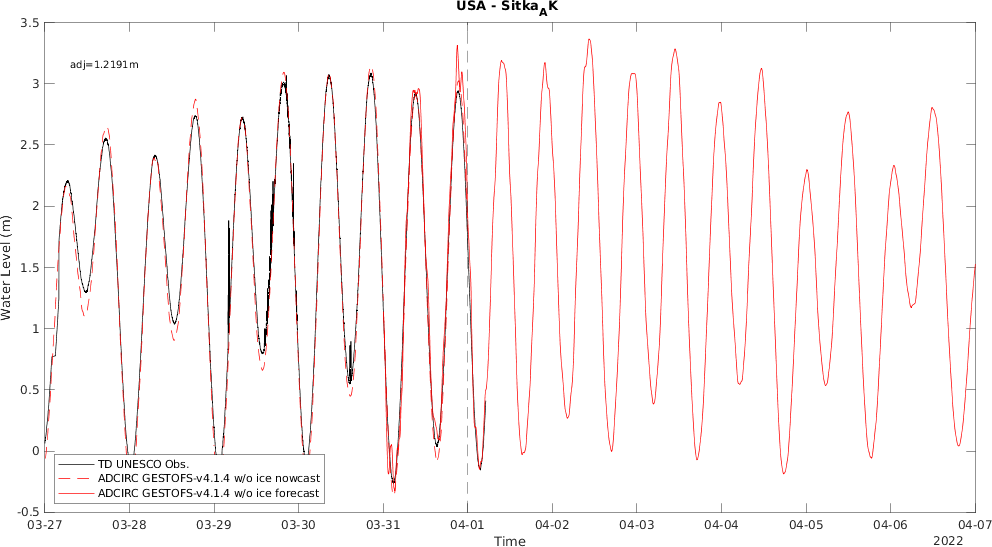 USA - Sitka_AK
adj=1.2191m
3.5
3
2.5
2
1.5
1
0.5
0
-0.5
Water Level (m)
TD UNESCO Obs.
ADCIRC GESTOFS-v4.1.4 w/o ice nowcast
ADCIRC GESTOFS-v4.1.4 w/o ice forecast
03-27 03-28 03-29 03-30 03-31 04-01 04-02 04-03 04-04 04-05 04-06 04-07
Time
2022